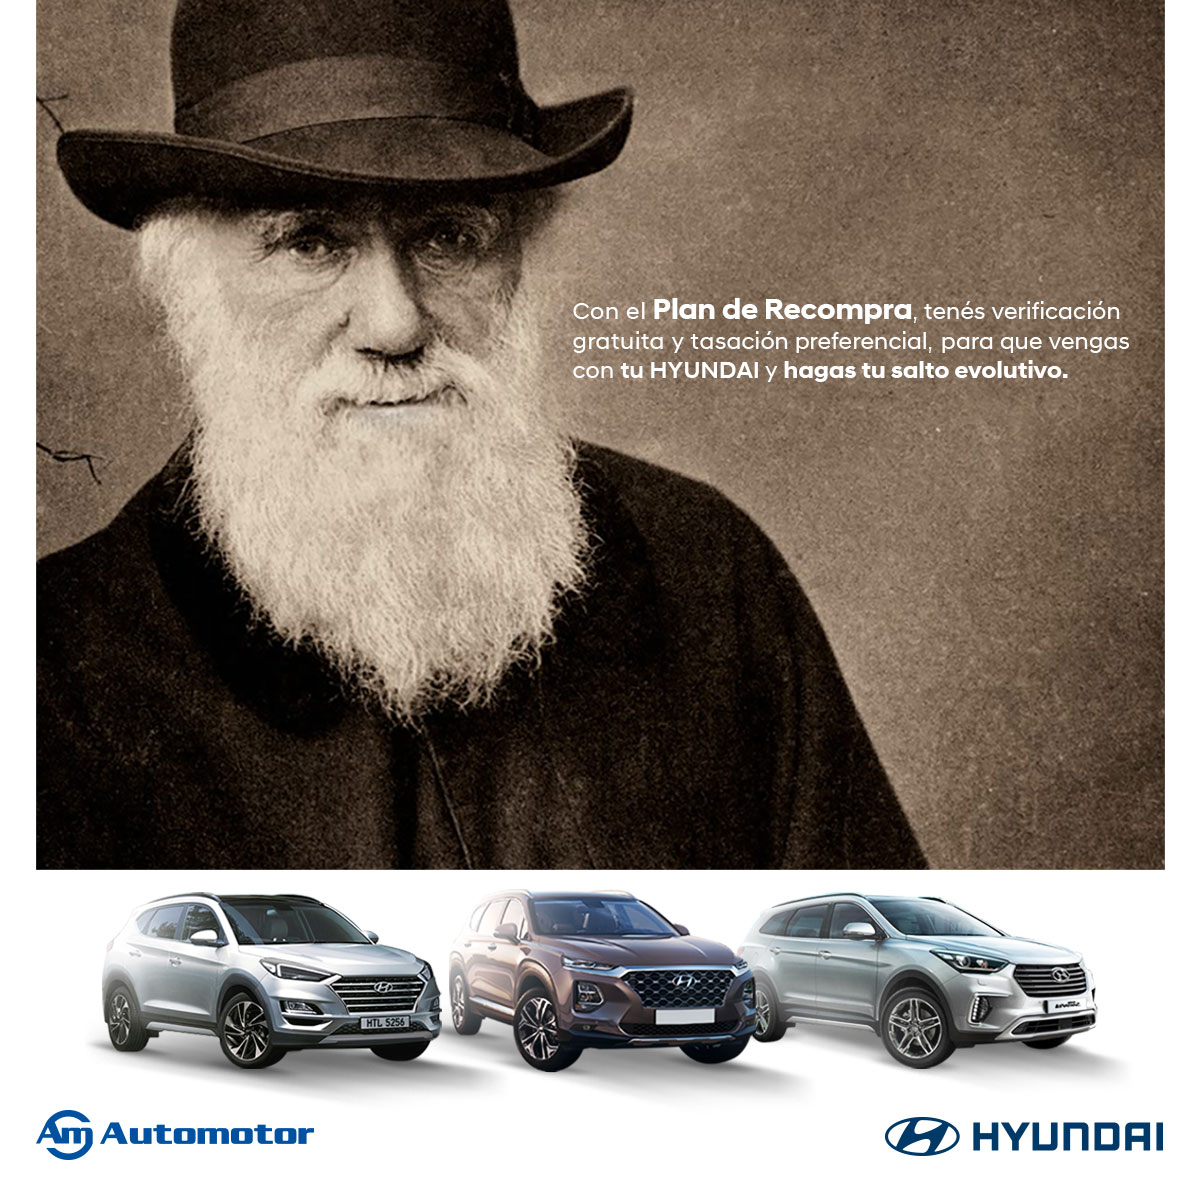 Con el Plan de Recompra, tenés verificación
gratuita y tasación preferencial, para que vengas
con tu HYUNDAI y hagas tu salto evolutivo.
HTL 5256
Am Automotor
HYUNDAI